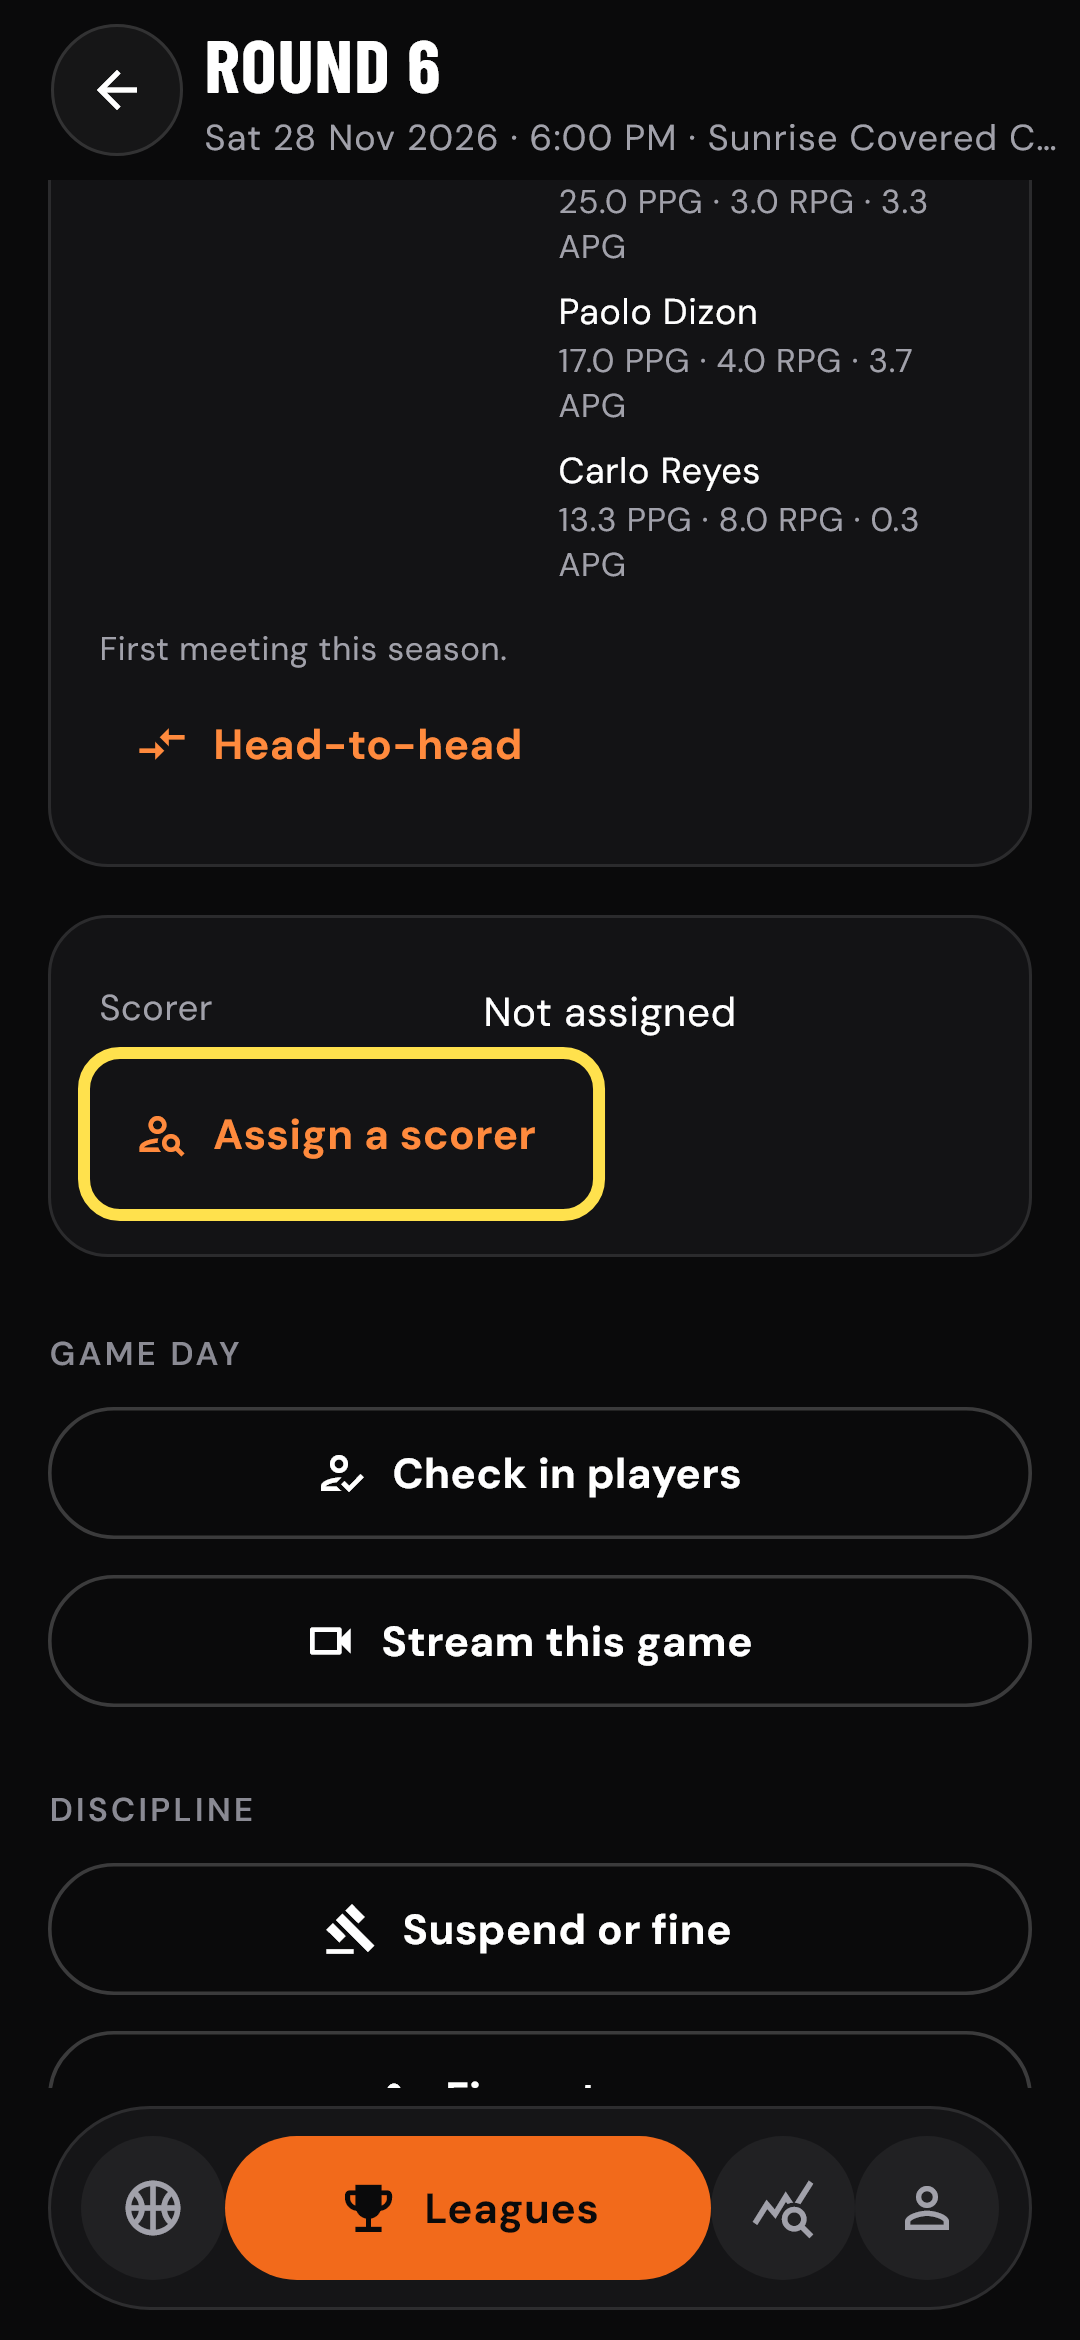 ROUND 6
Sat 28 Nov 2026 · 6:00 PM · Sunrise Covered C...
25.0 PPG · 3.0 RPG · 3.3
APG
Paolo Dizon
17.0 PPG · 4.0 RPG · 3.7
APG
Carlo Reyes
13.3 PPG · 8.0 RPG · 0.3
APG
First meeting this season.
Head-to-head
Scorer
Not assigned
Assign a scorer
GAME DAY
Check in players
Stream this game
DISCIPLINE
Suspend or fine
Leagues